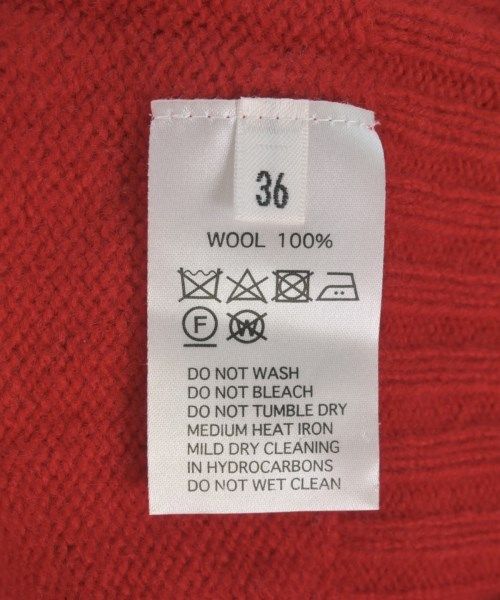 36
WOOL 100%
F W
DO NOT WASH
DO NOT BLEACH
DO NOT TUMBLE DRY
MEDIUM HEAT IRON
MILD DRY CLEANING
IN HYDROCARBONS
DO NOT WET CLEAN